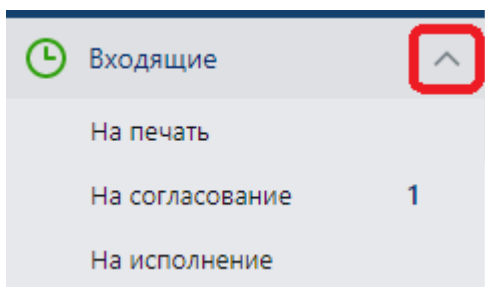 Входящие
На печать
На согласование 1
На исполнение